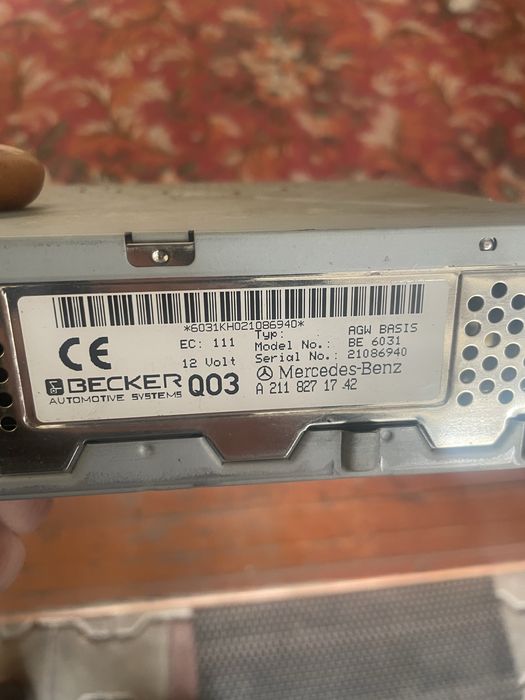 *6031KH021086940*
Typ: AGW BASIS
EC: 111 Model No.: BE 6031
12 Volt Serial No.: 21086940
CE
BECKER Q03 Mercedes-Benz
AUTOMOTIVE SYSTEMS A 211 827 17 42